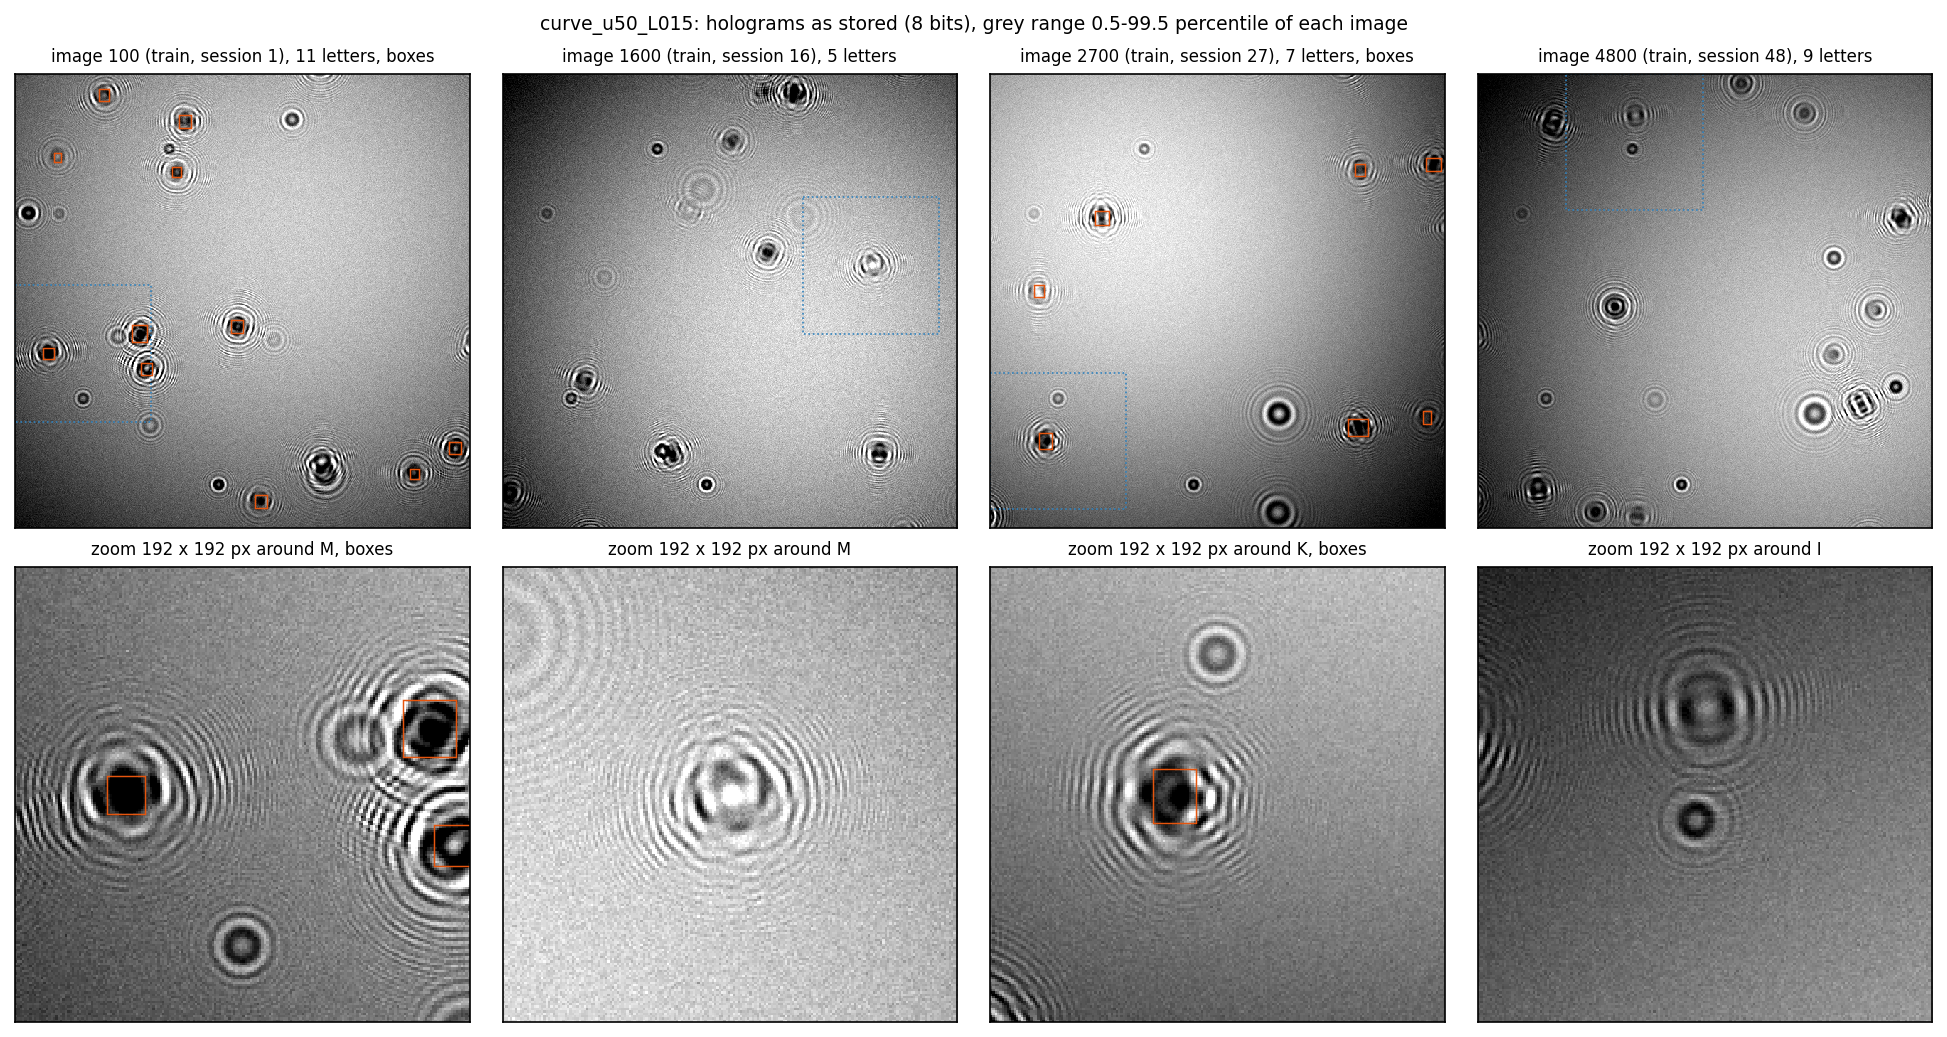 curve_u50_L015: holograms as stored (8 bits), grey range 0.5-99.5 percentile of each image
image 100 (train, session 1), 11 letters, boxes
image 1600 (train, session 16), 5 letters
image 2700 (train, session 27), 7 letters, boxes
image 4800 (train, session 48), 9 letters
zoom 192 x 192 px around M, boxes
zoom 192 x 192 px around M
zoom 192 x 192 px around K, boxes
zoom 192 x 192 px around I